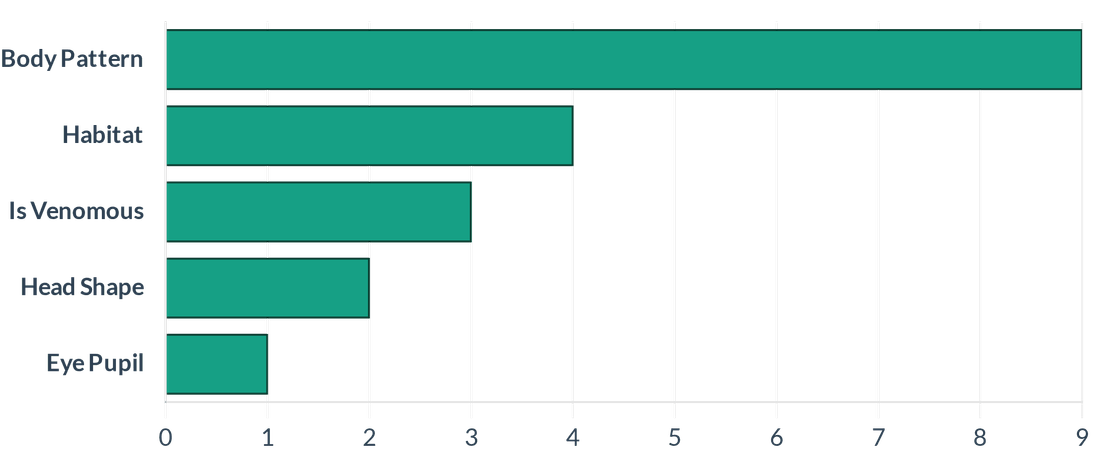 Body Pattern
Habitat
Is Venomous
Head Shape
Eye Pupil
0 1 2 3 4 5 6 7 8 9